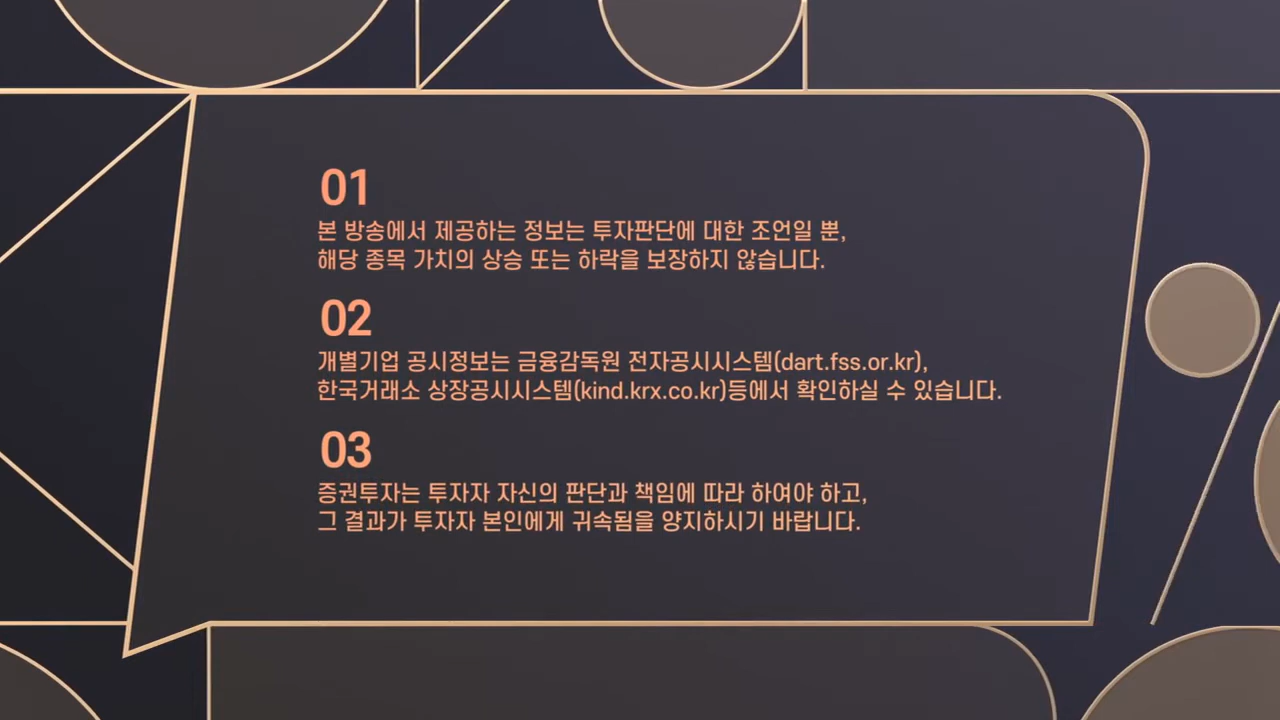 01
본 방송에서 제공하는 정보는 투자판단에 대한 조언일 뿐,
해당 종목 가치의 상승 또는 하락을 보장하지 않습니다.
02
개별기업 공시정보는 금융감독원 전자공시시스템(dart.fss.or.kr),
한국거래소 상장공시시스템(kind.krx.co.kr)등에서 확인하실 수 있습니다.
03
증권투자는 투자자 자신의 판단과 책임에 따라 하여야 하고,
그 결과가 투자자 본인에게 귀속됨을 양지하시기 바랍니다.